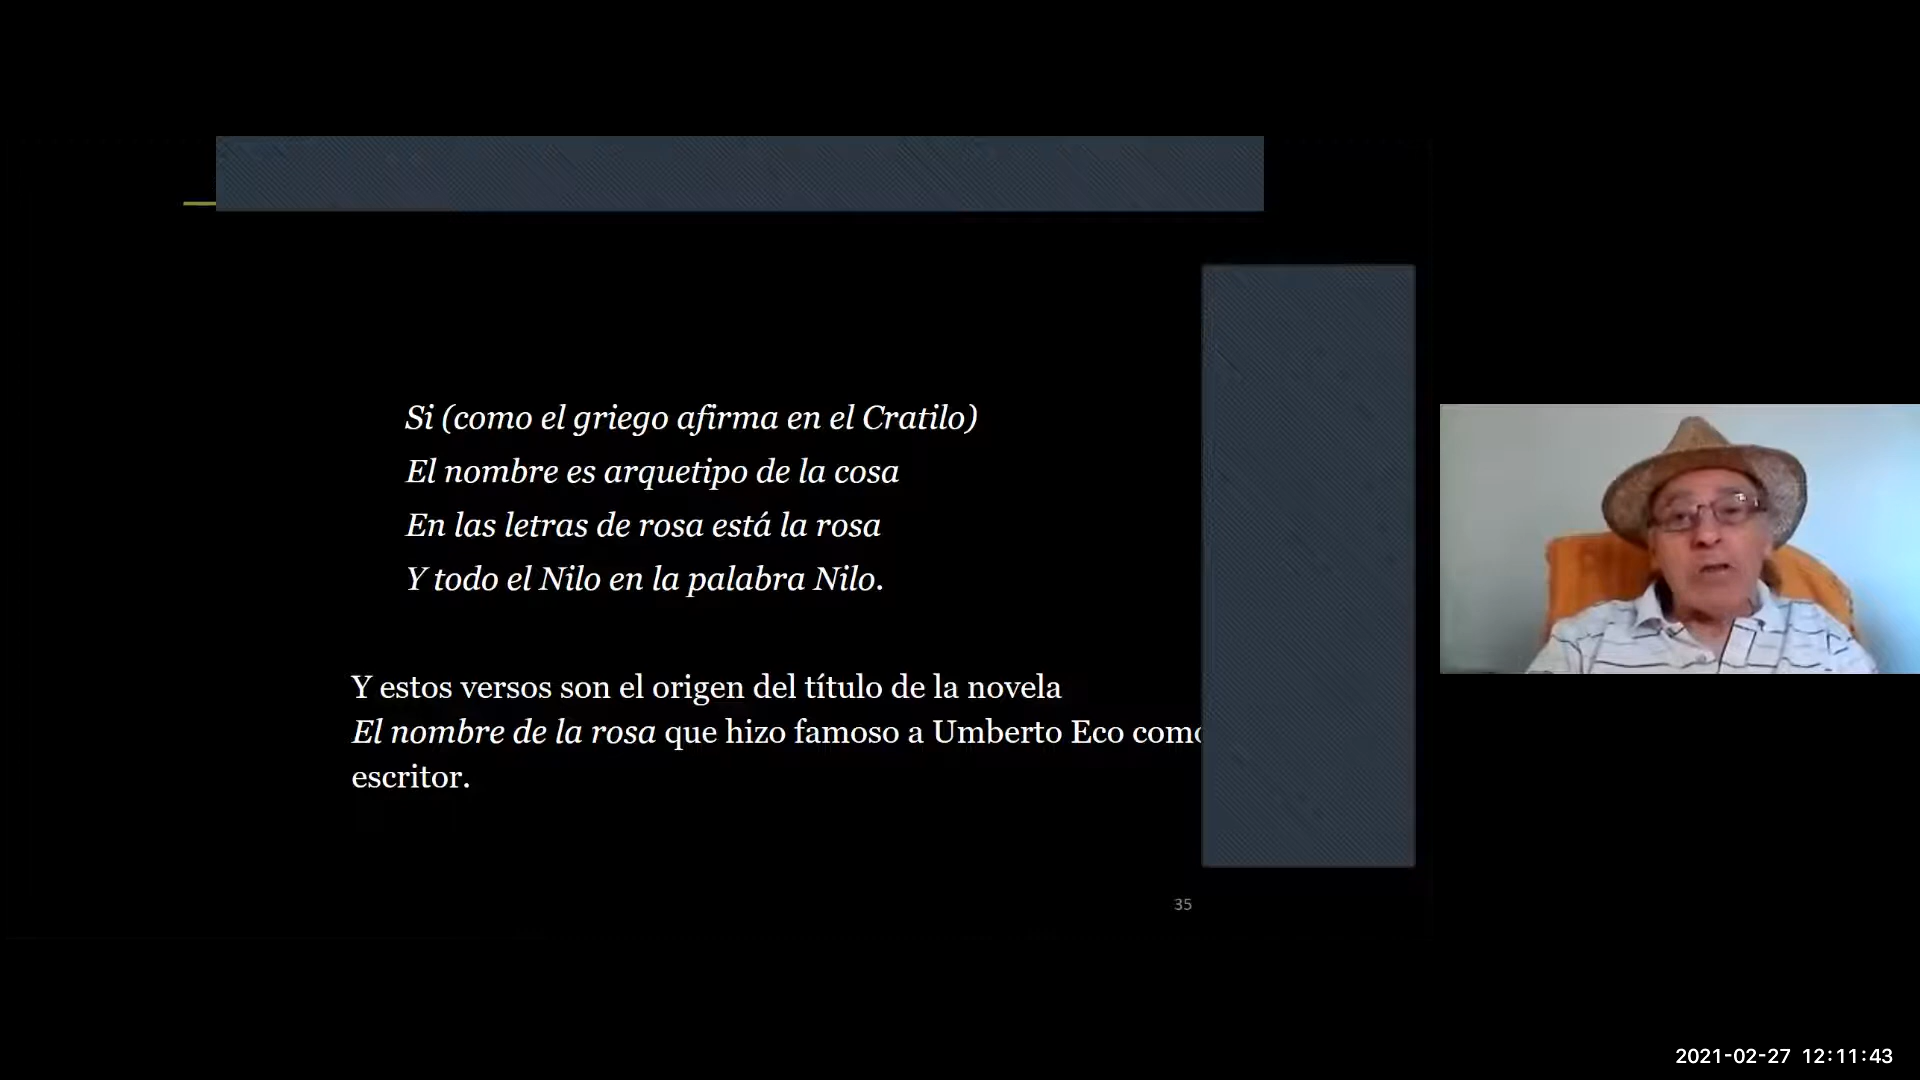 Si (como el griego afirma en el Cratilo)
El nombre es arquetipo de la cosa
En las letras de rosa está la rosa
Y todo el Nilo en la palabra Nilo.
Y estos versos son el origen del título de la novela
El nombre de la rosa que hizo famoso a Umberto Eco como
escritor.
35
2021-02-27 12:11:43